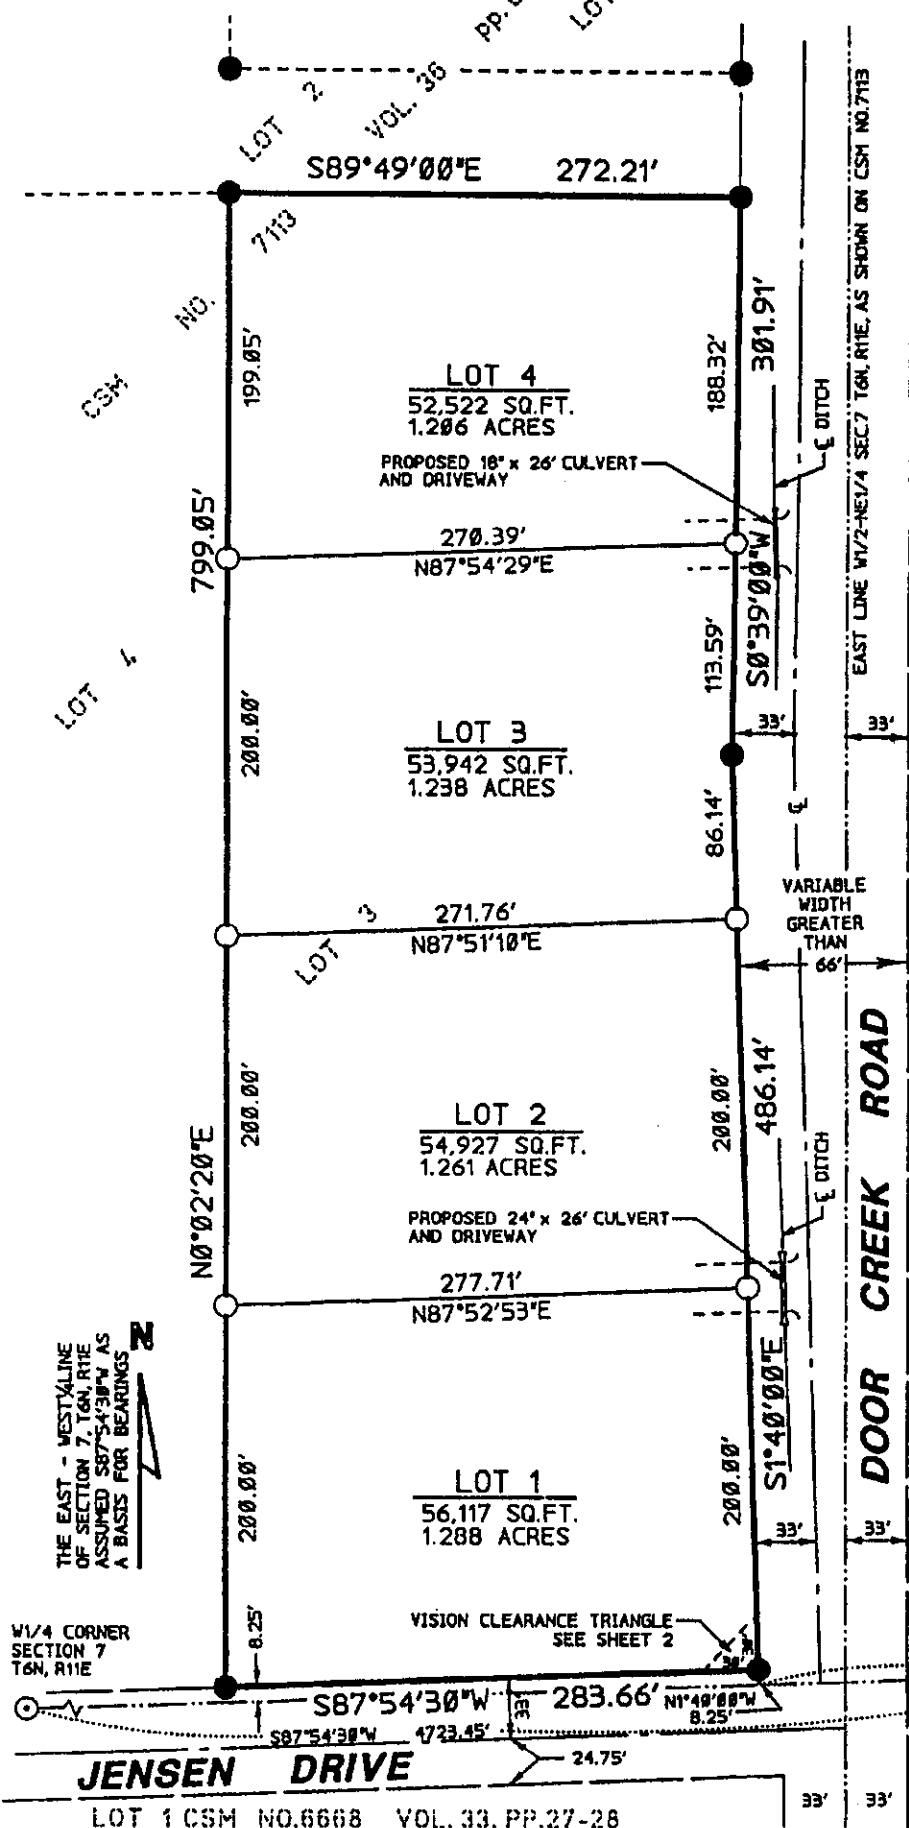 PP.
LOT
LOT 2
VOL. 36
S89°49'00"E 272.21'
7113
NO.
CSM
199.05'
188.32'
301.91'
EAST LINE W1/2-NE1/4 SEC.7 T6N, R11E, AS SHOWN ON CSM NO.7113
LOT 4
52,522 SQ.FT.
1.206 ACRES
PROPOSED 18" x 26' CULVERT
AND DRIVEWAY
℄ DITCH
799.05'
270.39'
N87°54'29"E
S0°39'00"W
113.59'
LOT
200.00'
LOT 3
53,942 SQ.FT.
1.238 ACRES
33'
33'
86.14'
℄
VARIABLE
WIDTH
GREATER
THAN
66'
271.76'
N87°51'10"E
LOT 3
200.00'
200.00'
486.14'
LOT 2
54,927 SQ.FT.
1.261 ACRES
℄ DITCH
PROPOSED 24" x 26' CULVERT
AND DRIVEWAY
N0°02'20"E
277.71'
N87°52'53"E
S1°40'00"E
DOOR CREEK ROAD
N
THE EAST - WEST ¼ LINE
OF SECTION 7, T6N, R11E
ASSUMED S87°54'30"W AS
A BASIS FOR BEARINGS
200.00'
200.00'
LOT 1
56,117 SQ.FT.
1.288 ACRES
33'
33'
W1/4 CORNER
SECTION 7
T6N, R11E
8.25'
VISION CLEARANCE TRIANGLE
SEE SHEET 2
30'
S87°54'30"W 283.66'
33'
N1°40'00"W
8.25'
S87°54'30"W 4723.45'
24.75'
JENSEN DRIVE
33' 33'
LOT 1 CSM NO.6668 VOL. 33, PP.27-28